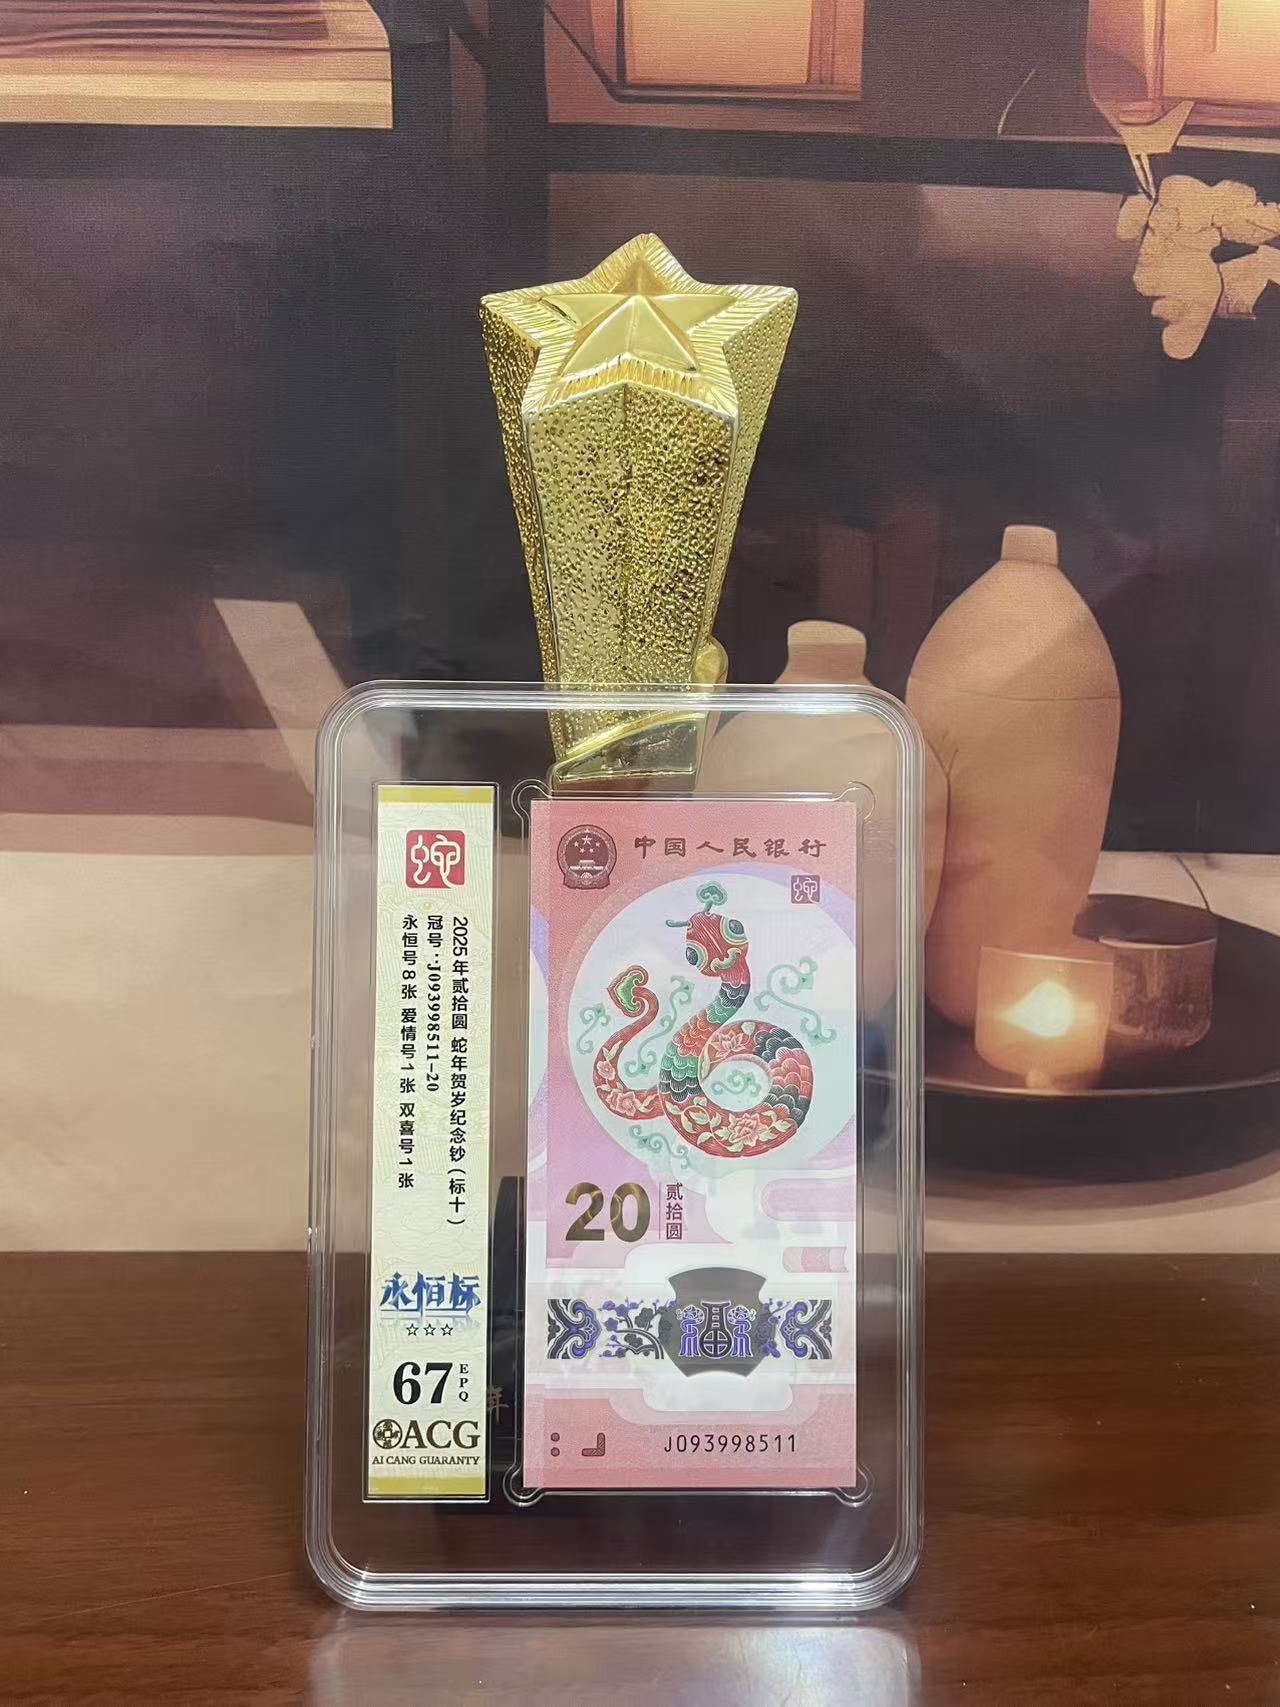 蛇
2025年贰拾圆 蛇年贺岁纪念钞(标十)
冠号:J093998511-20
永恒号8张 爱情号1张 双喜号1张
永恒标
☆☆☆
67 EPQ
ACG
AI CANG GUARANTY
中国人民银行
蛇
20 贰拾圆
福
J093998511
年